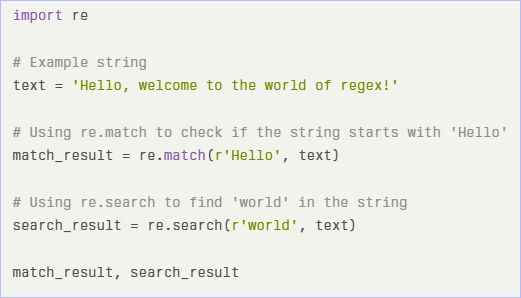 import re
# Example string
text = 'Hello, welcome to the world of regex!'
# Using re.match to check if the string starts with 'Hello'
match_result = re.match(r'Hello', text)
# Using re.search to find 'world' in the string
search_result = re.search(r'world', text)
match_result, search_result